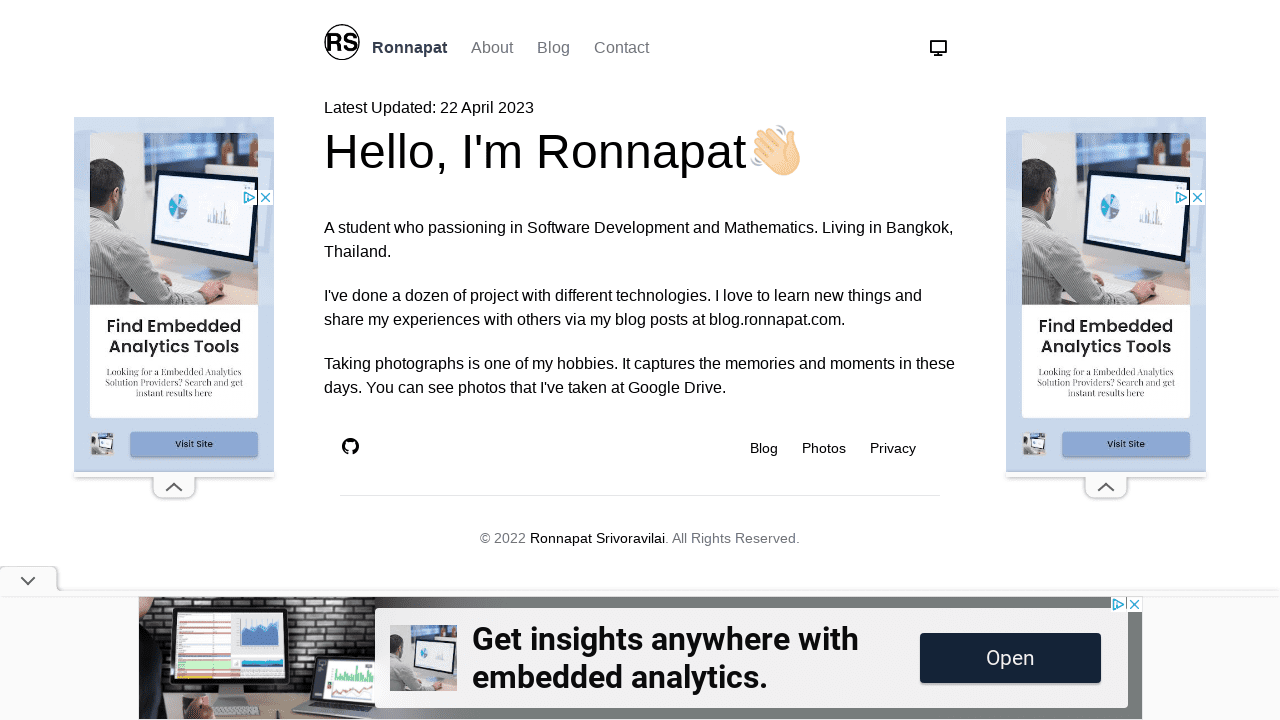 RS
Ronnapat About Blog Contact
Latest Updated: 22 April 2023
Hello, I'm Ronnapat
A student who passioning in Software Development and Mathematics. Living in Bangkok,
Thailand.
I've done a dozen of project with different technologies. I love to learn new things and
share my experiences with others via my blog posts at blog.ronnapat.com.
Taking photographs is one of my hobbies. It captures the memories and moments in these
days. You can see photos that I've taken at Google Drive.
Blog Photos Privacy
© 2022 Ronnapat Srivoravilai. All Rights Reserved.
Find Embedded
Analytics Tools
Looking for a Embedded Analytics
Solution Providers? Search and get
instant results here
Visit Site
Find Embedded
Analytics Tools
Looking for a Embedded Analytics
Solution Providers? Search and get
instant results here
Visit Site
Get insights anywhere with
embedded analytics.
Open